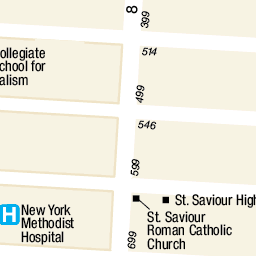 8
399
ollegiate
chool for
alism
514
499
546
599
H
New York
Methodist
Hospital
St. Saviour High
St. Saviour
Roman Catholic
Church
699